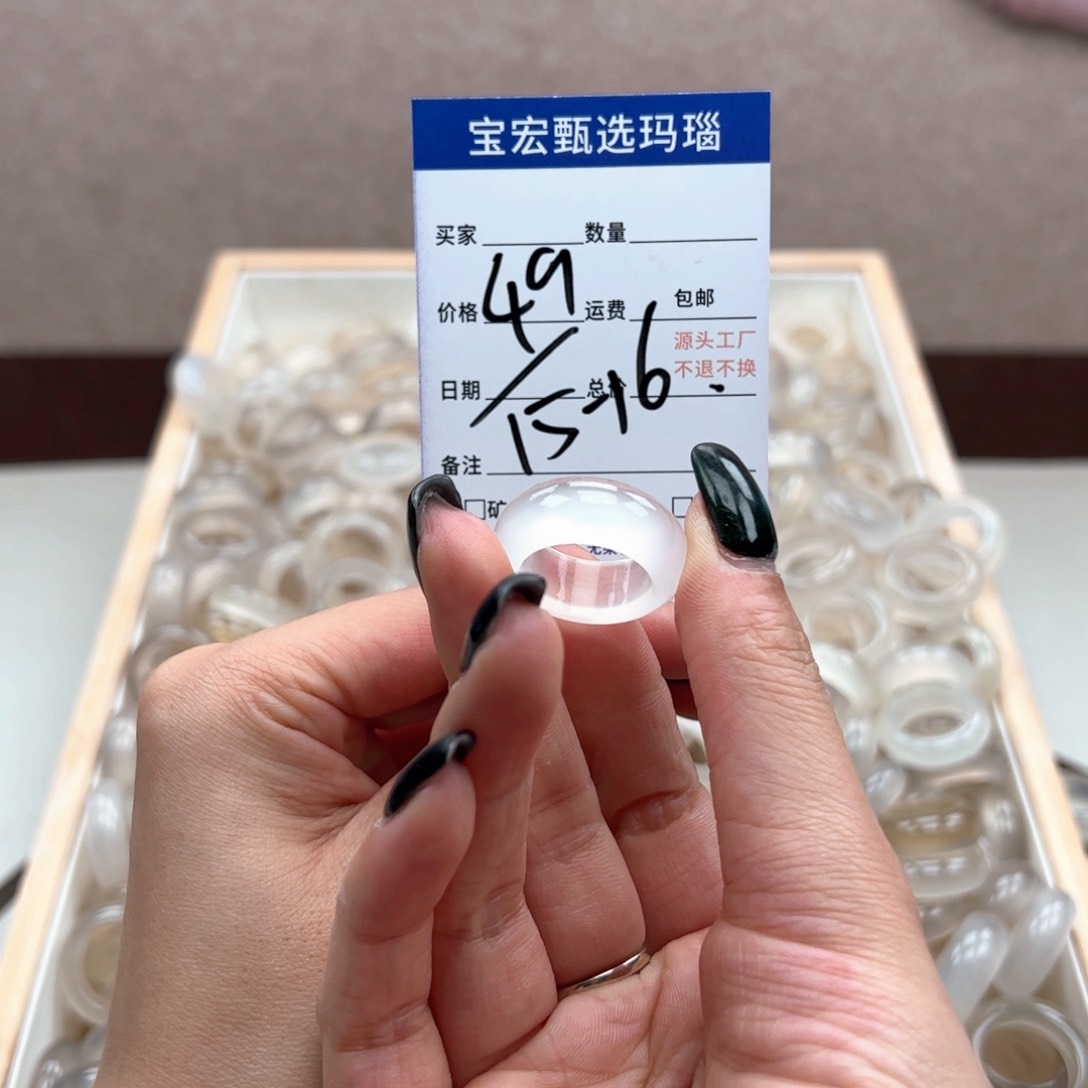 宝宏甄选玛瑙
买家 数量
价格 49 运费 包邮
源头工厂
不退不换
日期 总价
15-16.
备注
□矿 □